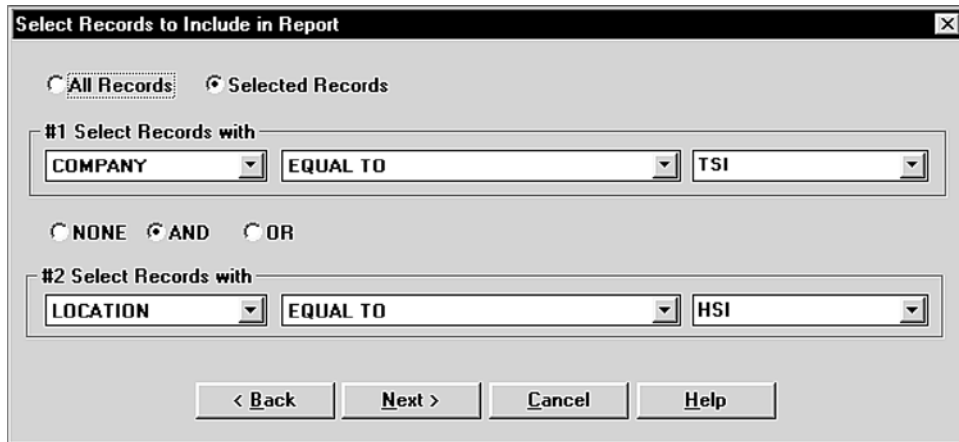 Select Records to Include in Report
All Records Selected Records
#1 Select Records with
COMPANY EQUAL TO TSI
NONE AND OR
#2 Select Records with
LOCATION EQUAL TO HSI
< Back Next > Cancel Help